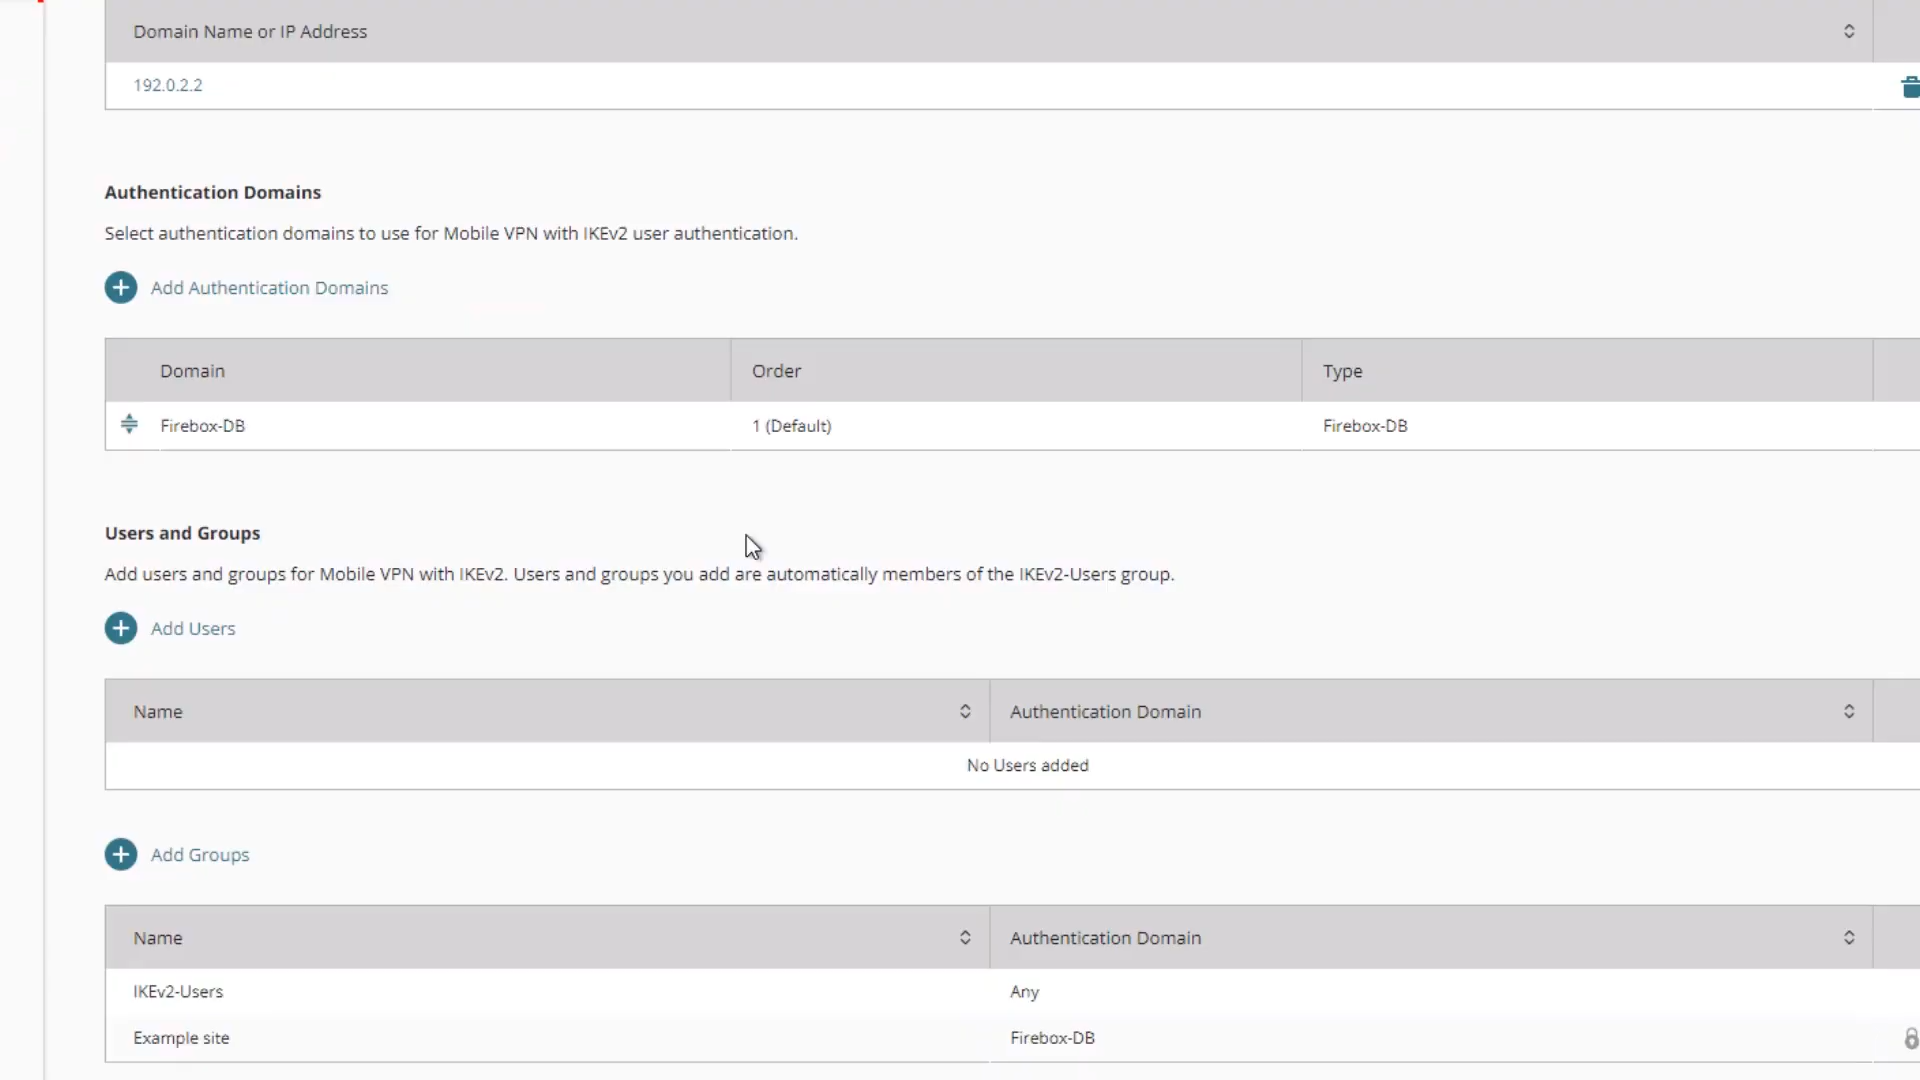 Domain Name or IP Address
192.0.2.2
Authentication Domains
Select authentication domains to use for Mobile VPN with IKEv2 user authentication.
Add Authentication Domains
Domain Order Type
Firebox-DB 1 (Default) Firebox-DB
Users and Groups
Add users and groups for Mobile VPN with IKEv2. Users and groups you add are automatically members of the IKEv2-Users group.
Add Users
Name Authentication Domain
No Users added
Add Groups
Name Authentication Domain
IKEv2-Users Any
Example site Firebox-DB